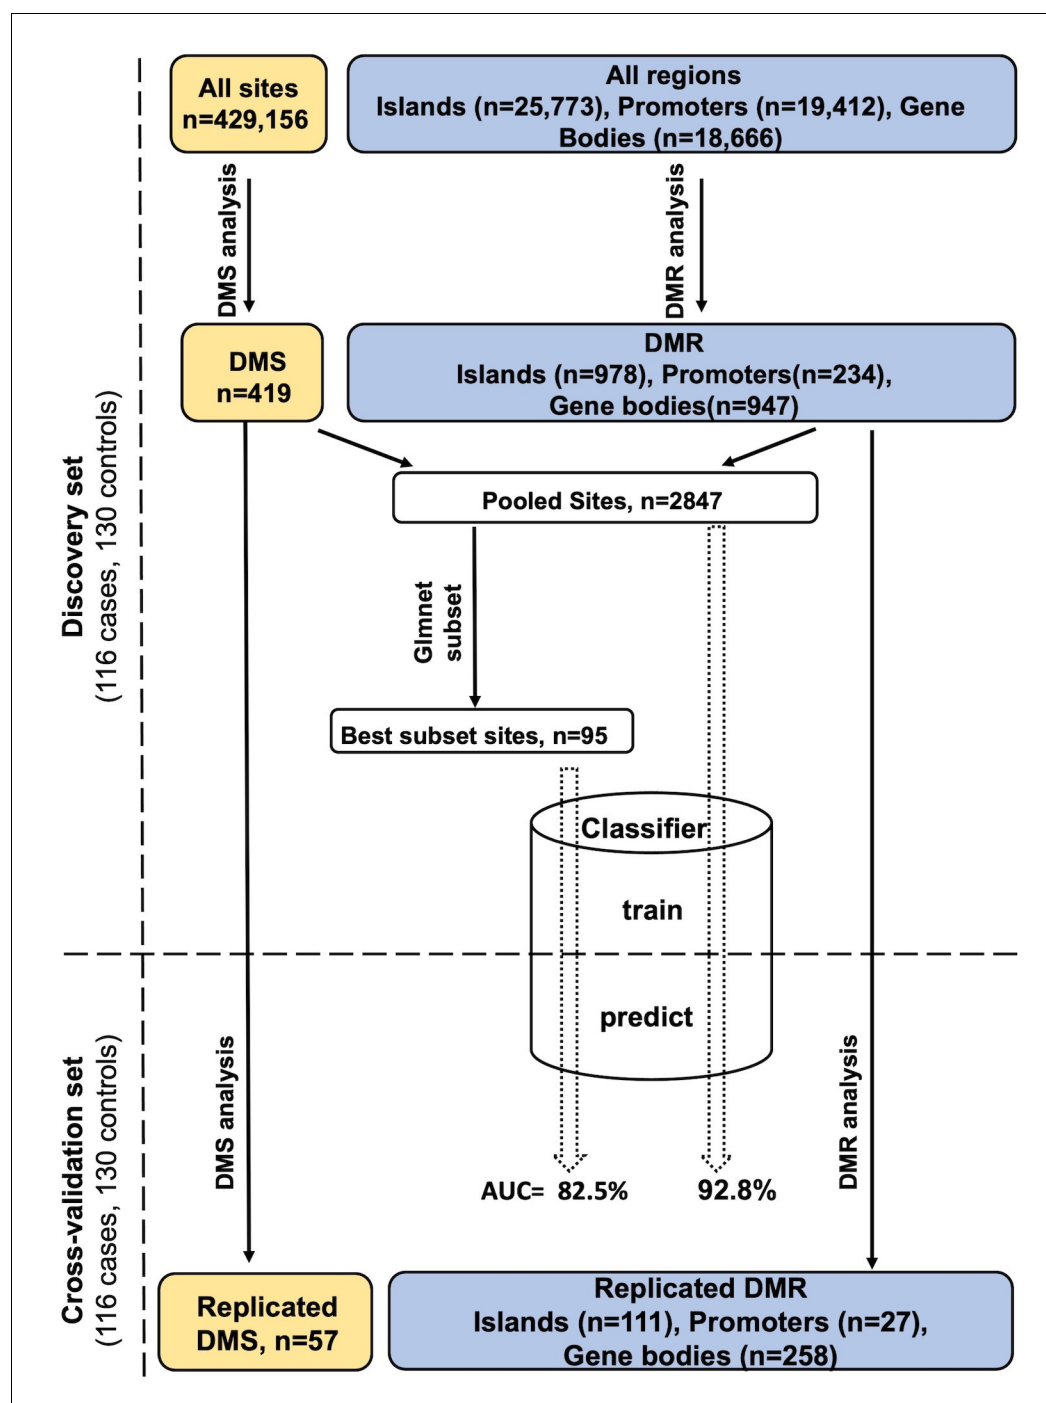 All sites
n=429,156
All regions
Islands (n=25,773), Promoters (n=19,412), Gene
Bodies (n=18,666)
DMS analysis
DMR analysis
DMS
n=419
DMR
Islands (n=978), Promoters(n=234),
Gene bodies(n=947)
Discovery set
(116 cases, 130 controls)
Pooled Sites, n=2847
Glmnet
subset
Best subset sites, n=95
Classifier
train
predict
Cross-validation set
(116 cases, 130 controls)
DMS analysis
DMR analysis
AUC= 82.5%
92.8%
Replicated
DMS, n=57
Replicated DMR
Islands (n=111), Promoters (n=27),
Gene bodies (n=258)